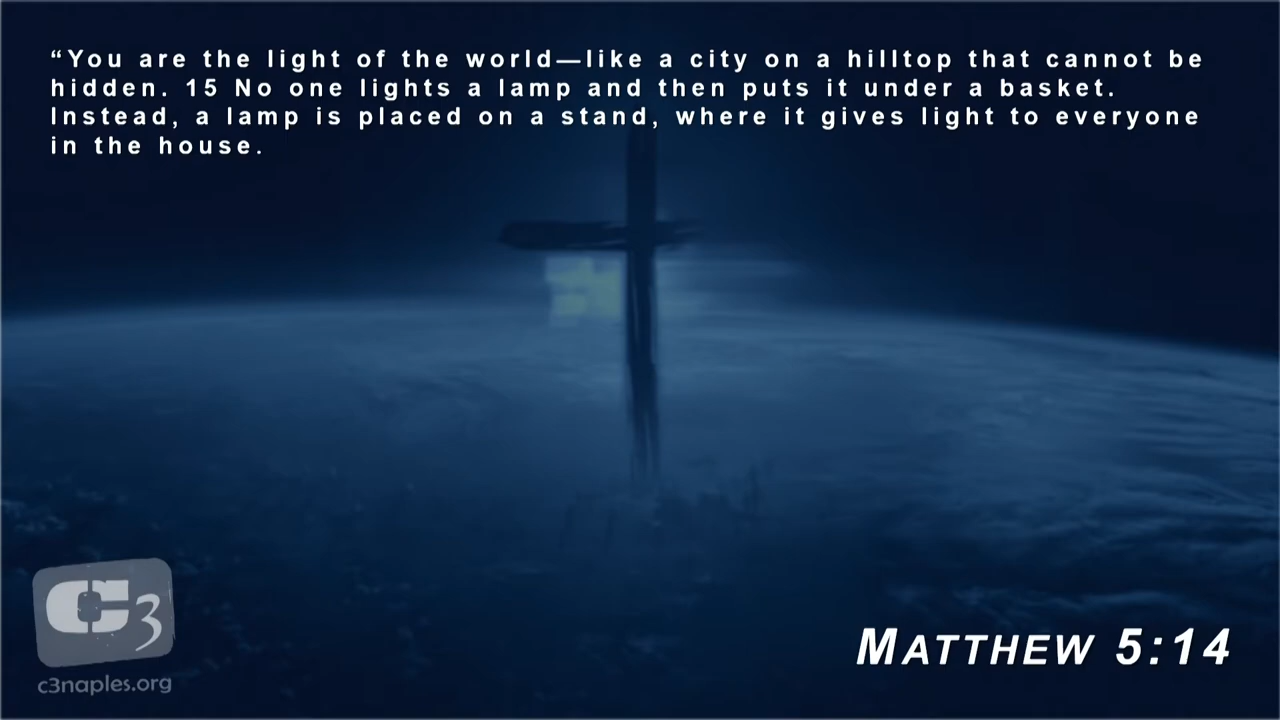 “You are the light of the world—like a city on a hilltop that cannot be
hidden. 15 No one lights a lamp and then puts it under a basket.
Instead, a lamp is placed on a stand, where it gives light to everyone
in the house.
C3
c3naples.org
MATTHEW 5:14